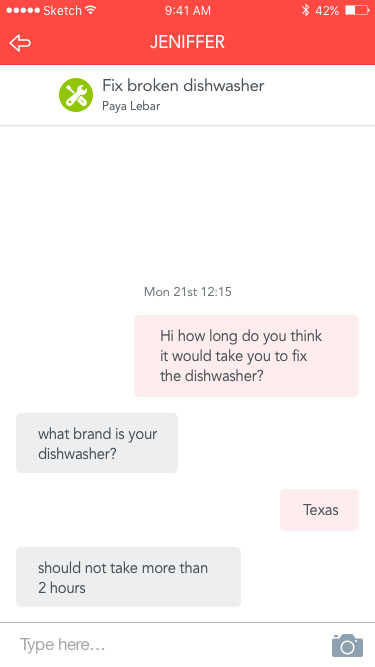 Sketch 9:41 AM 42%
JENIFFER
Fix broken dishwasher
Paya Lebar
Mon 21st 12:15
Hi how long do you think
it would take you to fix
the dishwasher?
what brand is your
dishwasher?
Texas
should not take more than
2 hours
Type here...